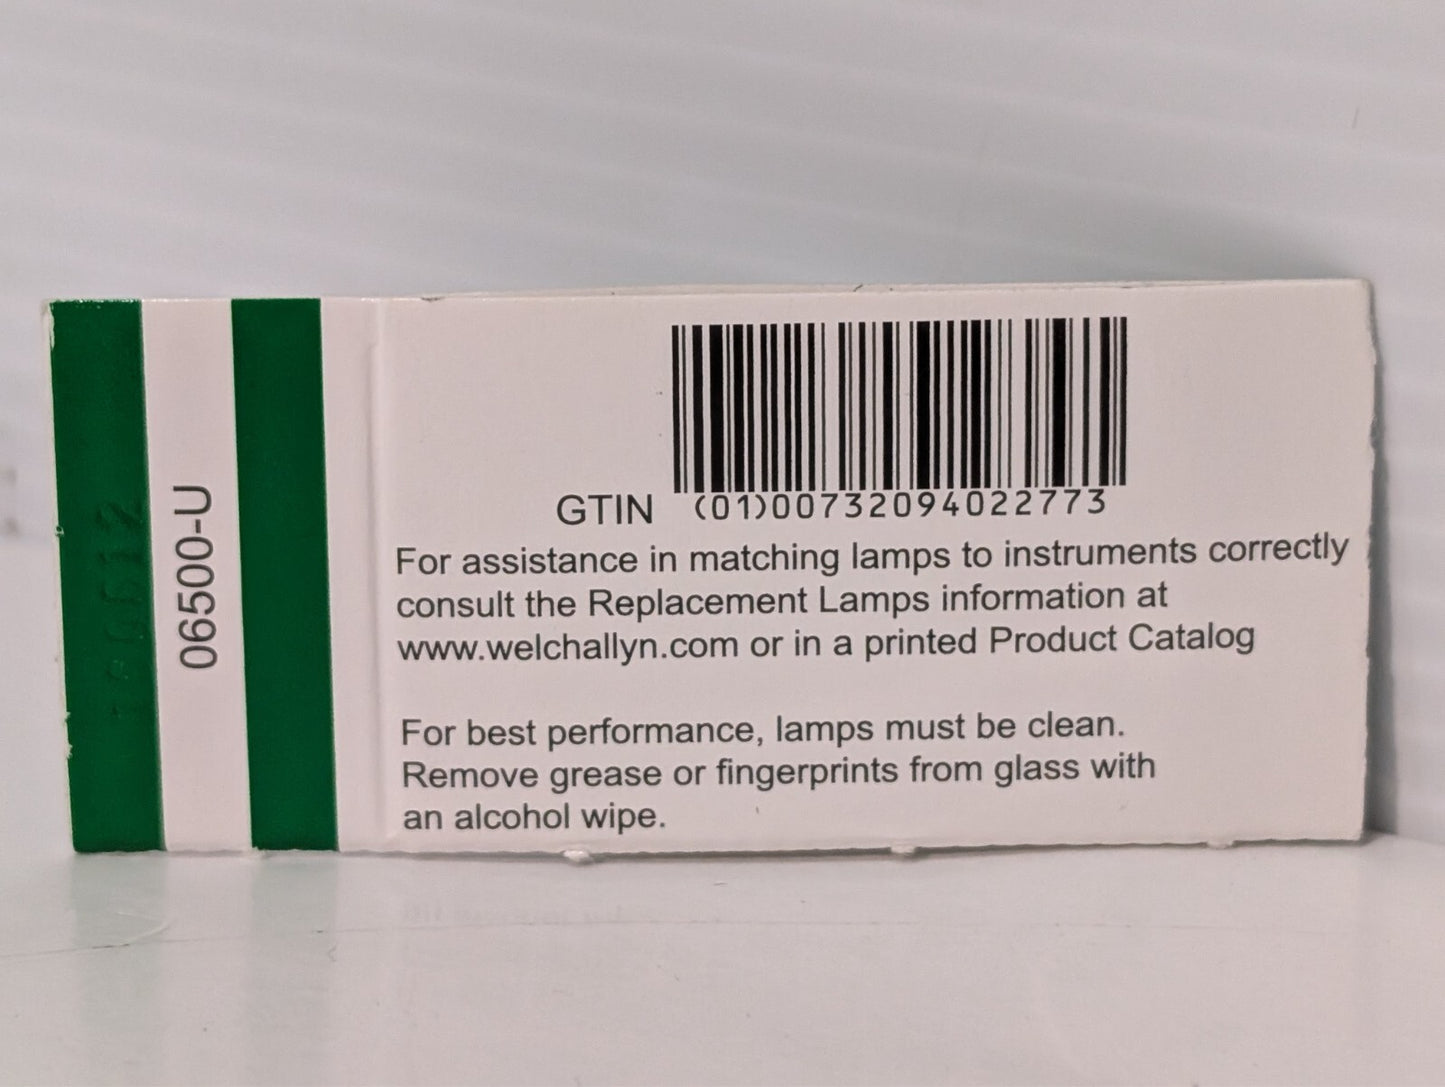 06500-U
GTIN (01)00732094022773
For assistance in matching lamps to instruments correctly
consult the Replacement Lamps information at
www.welchallyn.com or in a printed Product Catalog
For best performance, lamps must be clean.
Remove grease or fingerprints from glass with
an alcohol wipe.